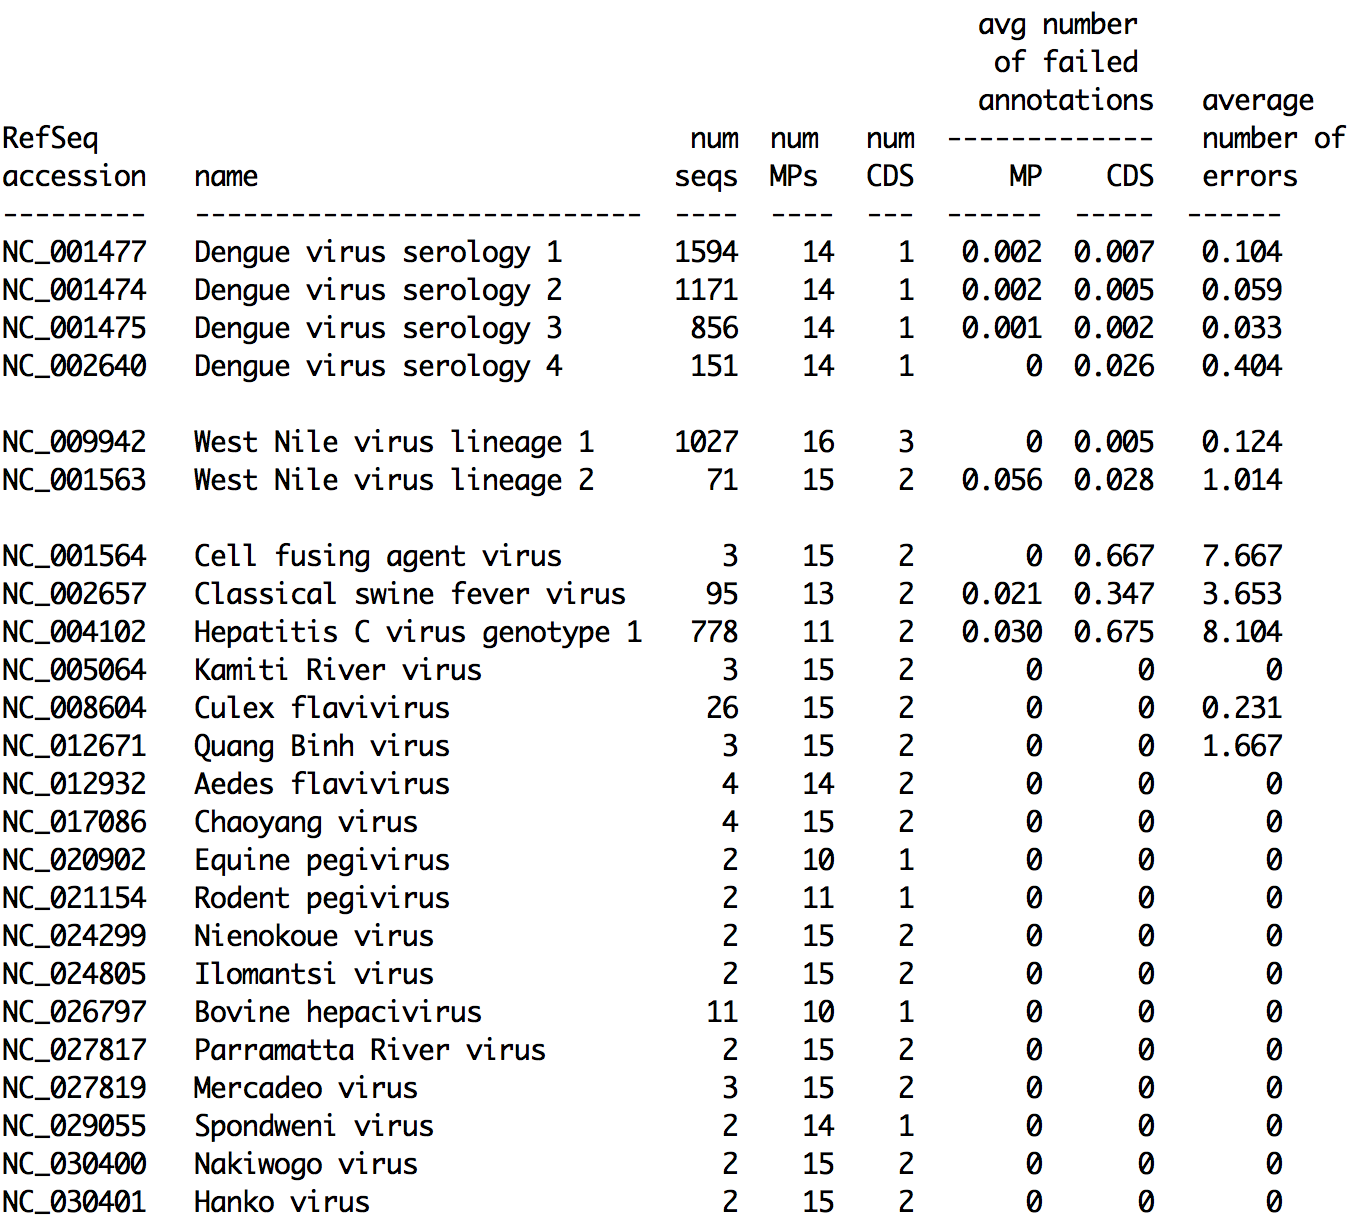 avg number
                                                              of failed
                                                             annotations   average
RefSeq                                     num  num   num  -------------   number of
accession   name                          seqs  MPs   CDS      MP    CDS   errors
---------   ----------------------------  ----  ----  ---  ------  -----  ------
NC_001477   Dengue virus serology 1       1594    14    1   0.002  0.007   0.104
NC_001474   Dengue virus serology 2       1171    14    1   0.002  0.005   0.059
NC_001475   Dengue virus serology 3        856    14    1   0.001  0.002   0.033
NC_002640   Dengue virus serology 4        151    14    1       0  0.026   0.404

NC_009942   West Nile virus lineage 1     1027    16    3       0  0.005   0.124
NC_001563   West Nile virus lineage 2       71    15    2   0.056  0.028   1.014

NC_001564   Cell fusing agent virus          3    15    2       0  0.667   7.667
NC_002657   Classical swine fever virus     95    13    2   0.021  0.347   3.653
NC_004102   Hepatitis C virus genotype 1   778    11    2   0.030  0.675   8.104
NC_005064   Kamiti River virus               3    15    2       0      0       0
NC_008604   Culex flavivirus                26    15    2       0      0   0.231
NC_012671   Quang Binh virus                 3    15    2       0      0   1.667
NC_012932   Aedes flavivirus                 4    14    2       0      0       0
NC_017086   Chaoyang virus                   4    15    2       0      0       0
NC_020902   Equine pegivirus                 2    10    1       0      0       0
NC_021154   Rodent pegivirus                 2    11    1       0      0       0
NC_024299   Nienokoue virus                  2    15    2       0      0       0
NC_024805   Ilomantsi virus                  2    15    2       0      0       0
NC_026797   Bovine hepacivirus              11    10    1       0      0       0
NC_027817   Parramatta River virus           2    15    2       0      0       0
NC_027819   Mercadeo virus                   3    15    2       0      0       0
NC_029055   Spondweni virus                  2    14    1       0      0       0
NC_030400   Nakiwogo virus                   2    15    2       0      0       0
NC_030401   Hanko virus                      2    15    2       0      0       0